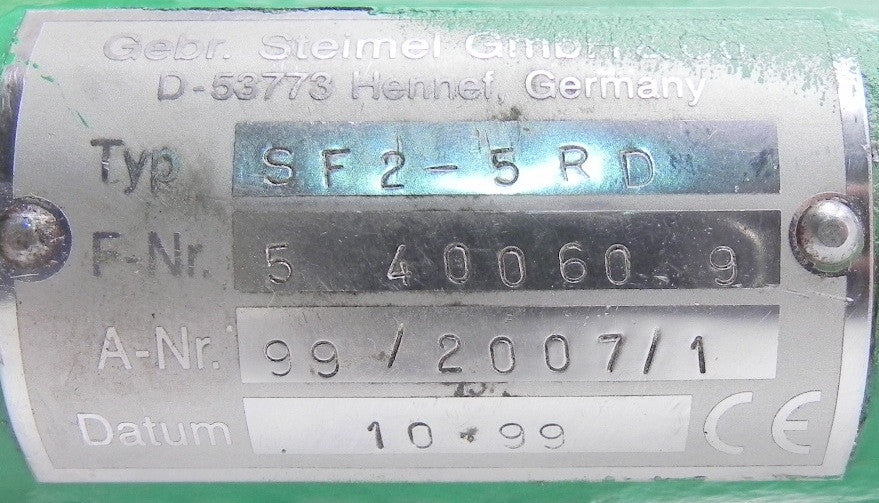 Gebr. Steimel GmbH & Co
D-53773 Hennef, Germany
Typ SF2-5RD
F-Nr. 5 40060 9
A-Nr. 99/2007/1
Datum 10.99 CE